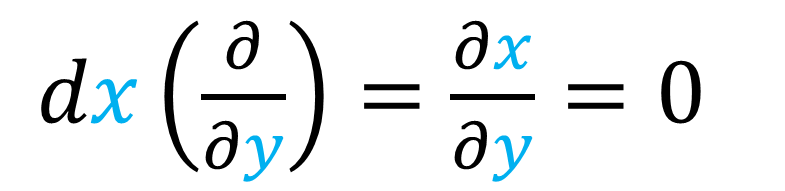 dx(∂/∂y) = ∂x/∂y = 0